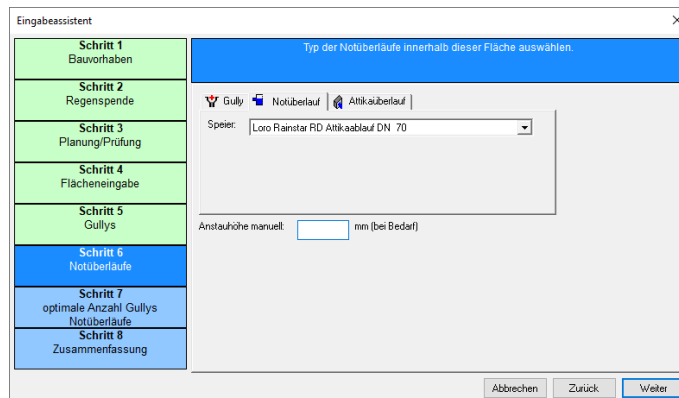 Eingabeassistent
Schritt 1
Bauvorhaben
Schritt 2
Regenspende
Schritt 3
Planung/Prüfung
Schritt 4
Flächeneingabe
Schritt 5
Gullys
Schritt 6
Notüberläufe
Schritt 7
optimale Anzahl Gullys
Notüberläufe
Schritt 8
Zusammenfassung
Typ der Notüberläufe innerhalb dieser Fläche auswählen.
Gully Notüberlauf Attikaüberlauf
Speier: Loro Rainstar RD Attikaablauf DN 70
Anstauhöhe manuell: mm (bei Bedarf)
Abbrechen Zurück Weiter